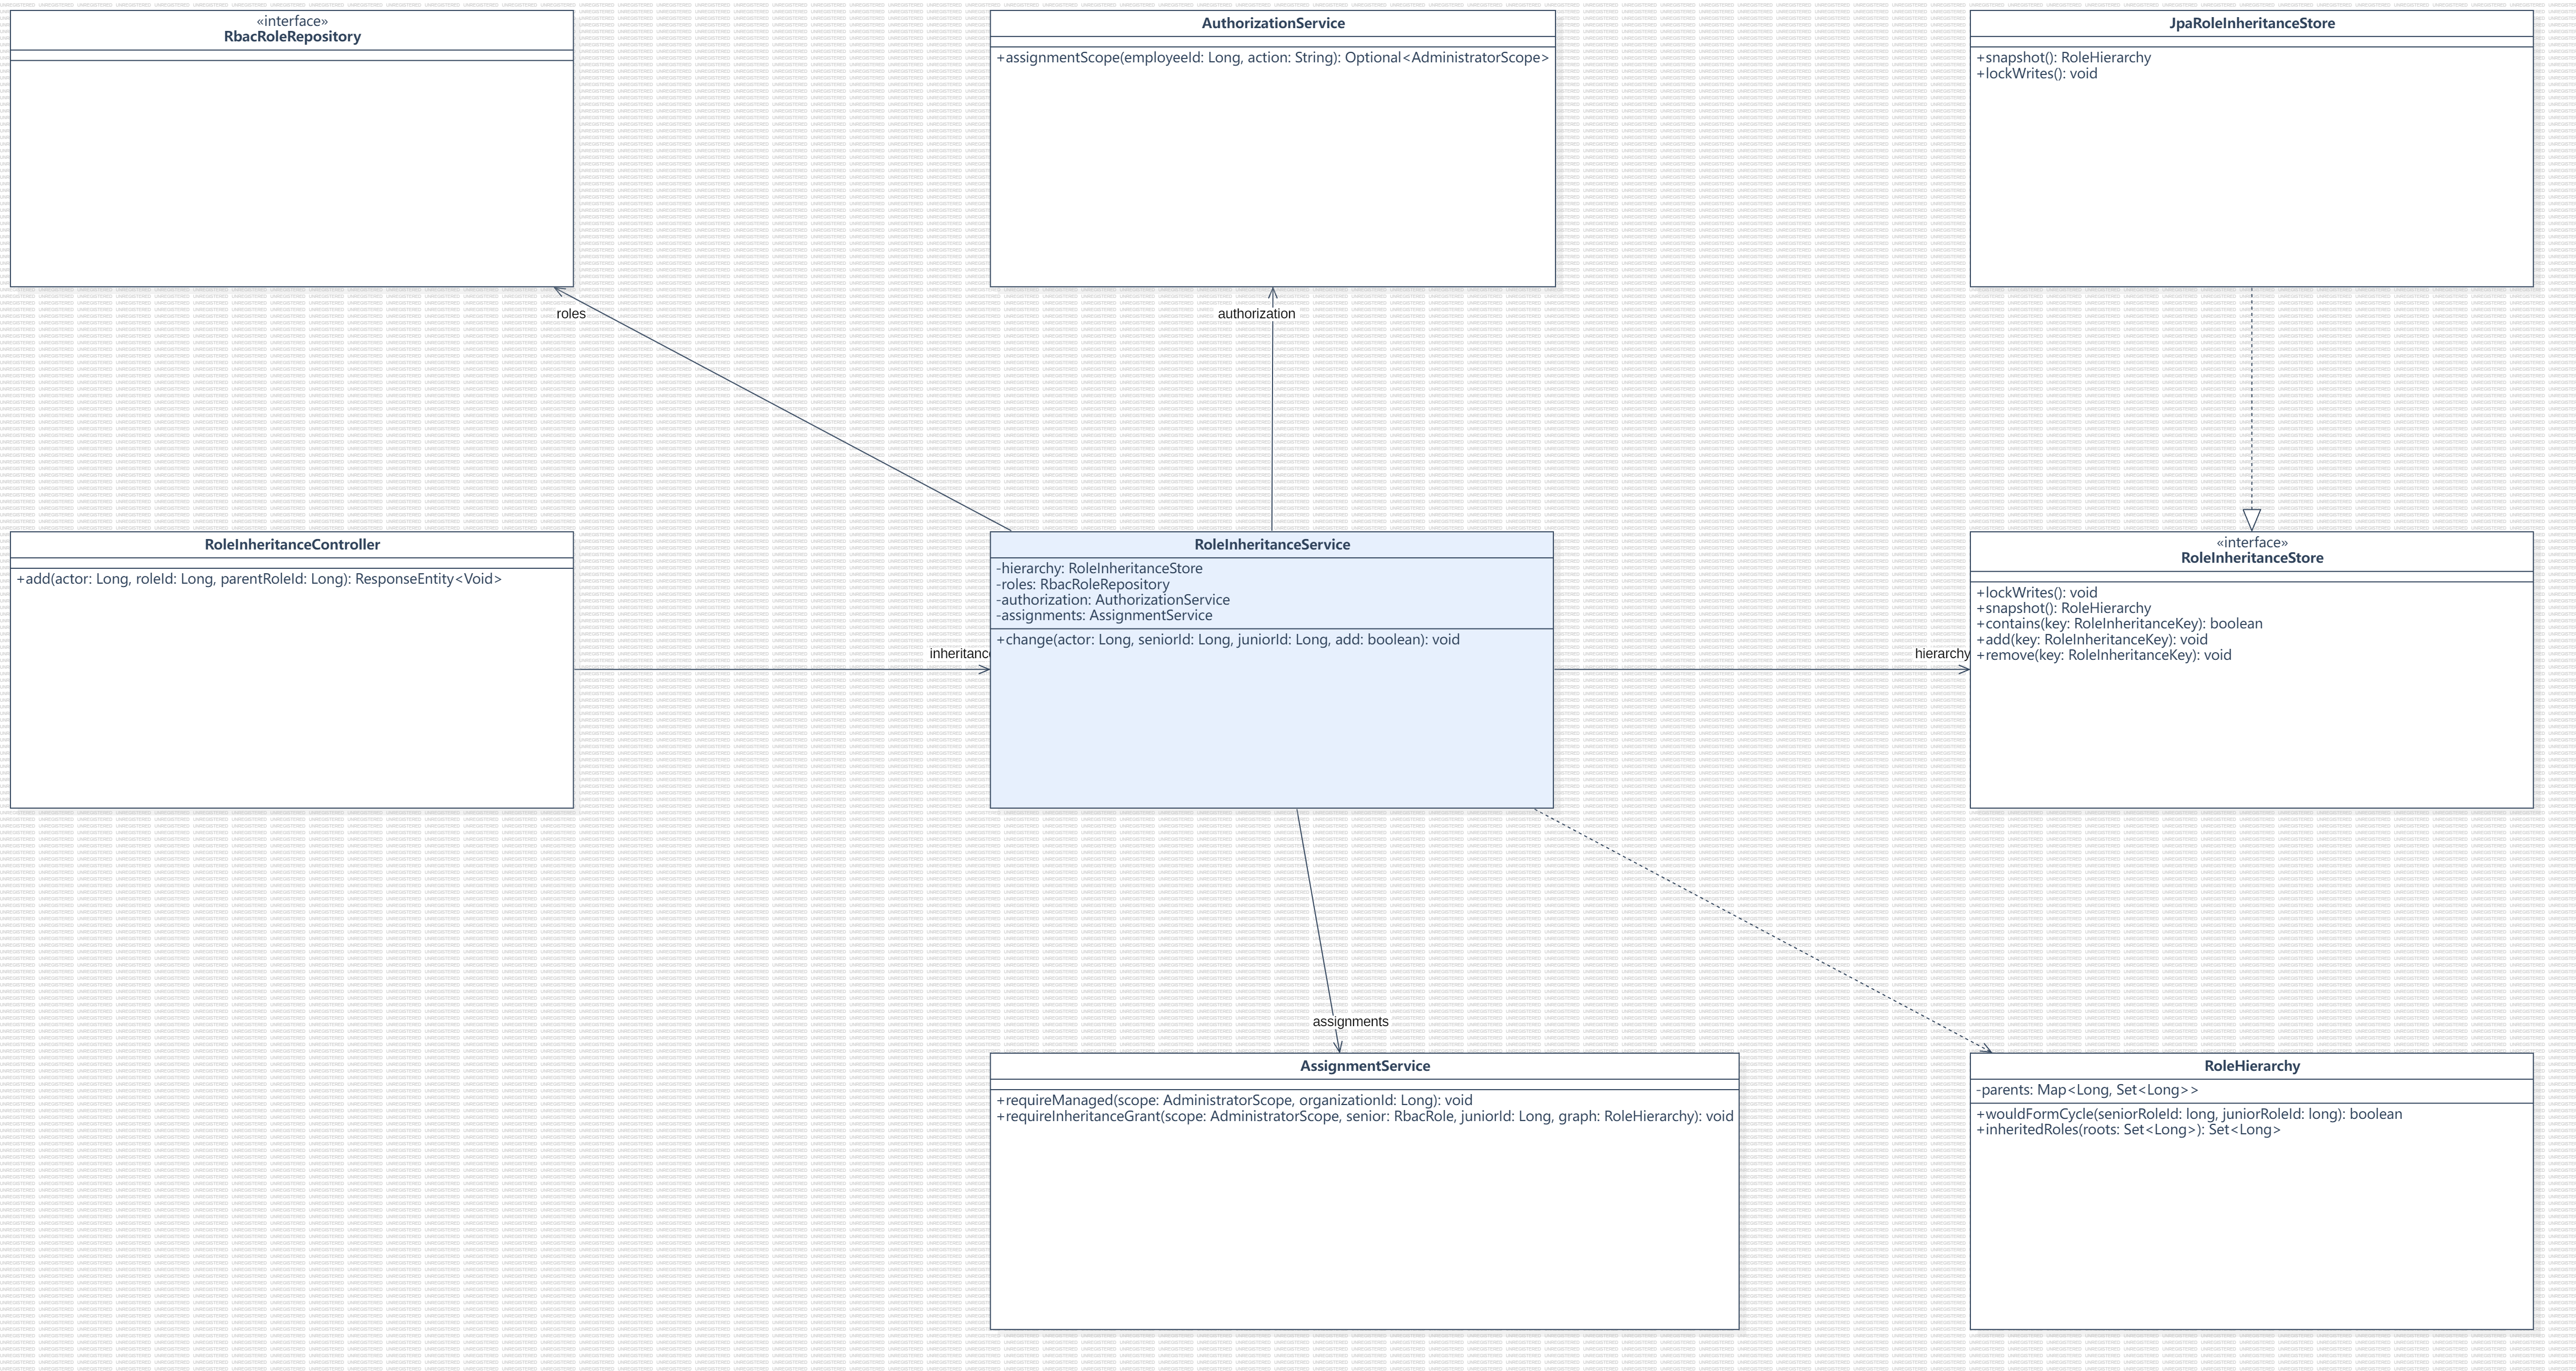 «interface»
RbacRoleRepository
AuthorizationService
+assignmentScope(employeeId: Long, action: String): Optional<AdministratorScope>
JpaRoleInheritanceStore
+snapshot(): RoleHierarchy
+lockWrites(): void
roles
authorization
RoleInheritanceController
+add(actor: Long, roleId: Long, parentRoleId: Long): ResponseEntity<Void>
inheritance
RoleInheritanceService
-hierarchy: RoleInheritanceStore
-roles: RbacRoleRepository
-authorization: AuthorizationService
-assignments: AssignmentService
+change(actor: Long, seniorId: Long, juniorId: Long, add: boolean): void
hierarchy
«interface»
RoleInheritanceStore
+lockWrites(): void
+snapshot(): RoleHierarchy
+contains(key: RoleInheritanceKey): boolean
+add(key: RoleInheritanceKey): void
+remove(key: RoleInheritanceKey): void
assignments
AssignmentService
+requireManaged(scope: AdministratorScope, organizationId: Long): void
+requireInheritanceGrant(scope: AdministratorScope, senior: RbacRole, juniorId: Long, graph: RoleHierarchy): void
RoleHierarchy
-parents: Map<Long, Set<Long>>
+wouldFormCycle(seniorRoleId: long, juniorRoleId: long): boolean
+inheritedRoles(roots: Set<Long>): Set<Long>
UNREGISTERED